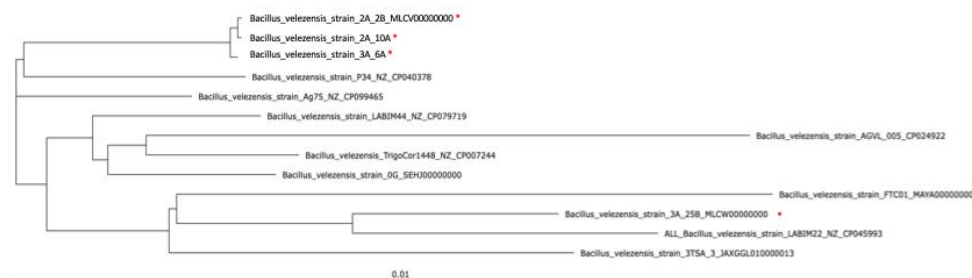 Bacillus_velezensis_strain_2A_2B_MLCV00000000 *
Bacillus_velezensis_strain_2A_10A *
Bacillus_velezensis_strain_3A_6A *
Bacillus_velezensis_strain_P34_NZ_CP040378
Bacillus_velezensis_strain_Ag75_NZ_CP099465
Bacillus_velezensis_strain_LABIM44_NZ_CP079719
Bacillus_velezensis_strain_AGVL_005_CP024922
Bacillus_velezensis_TrigoCor1448_NZ_CP007244
Bacillus_velezensis_strain_0G_SEHJ00000000
Bacillus_velezensis_strain_FTC01_MAYA00000000
Bacillus_velezensis_strain_3A_25B_MLCW00000000 *
ALL_Bacillus_velezensis_strain_LABIM22_NZ_CP045993
Bacillus_velezensis_strain_3TSA_3_JAXGGL010000013
0.01